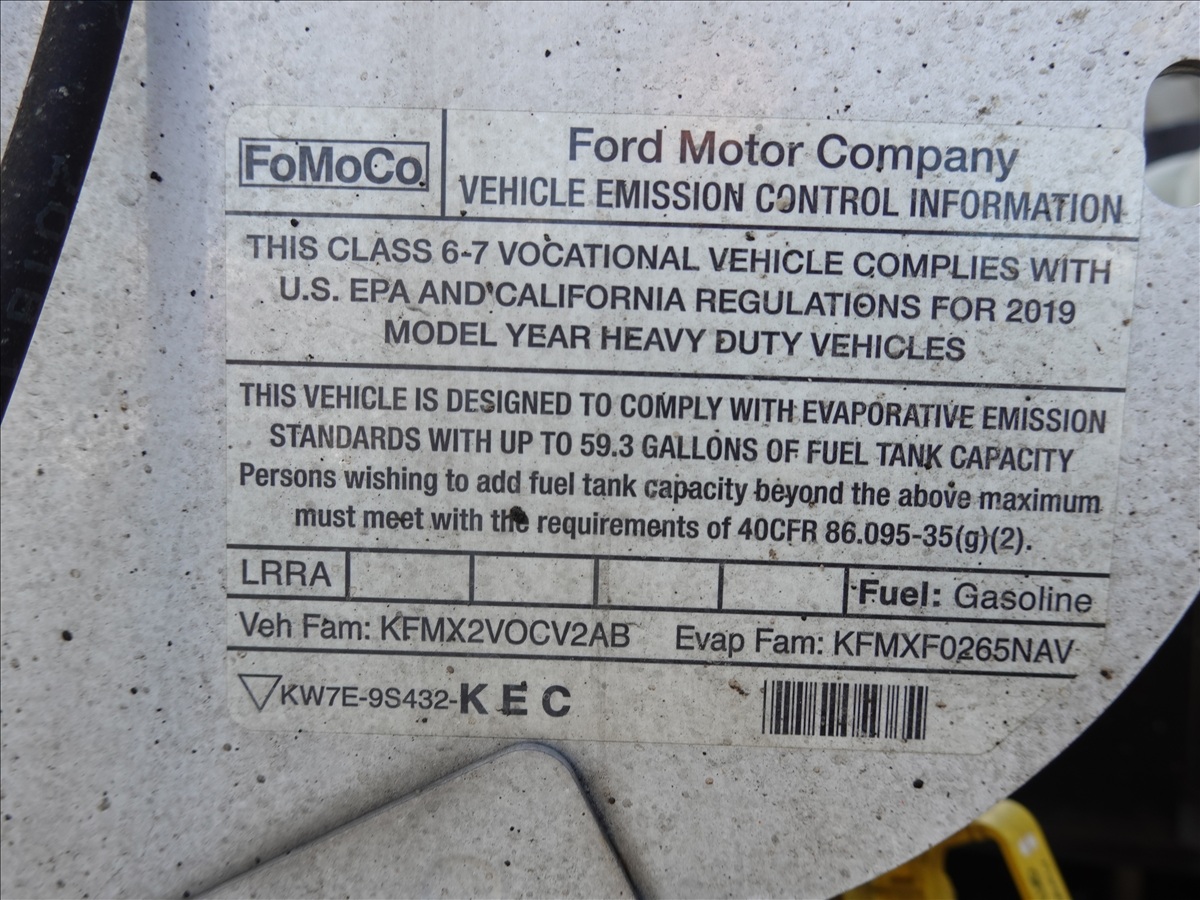 FoMoCo
Ford Motor Company
VEHICLE EMISSION CONTROL INFORMATION
THIS CLASS 6-7 VOCATIONAL VEHICLE COMPLIES WITH
U.S. EPA AND CALIFORNIA REGULATIONS FOR 2019
MODEL YEAR HEAVY DUTY VEHICLES
THIS VEHICLE IS DESIGNED TO COMPLY WITH EVAPORATIVE EMISSION
STANDARDS WITH UP TO 59.3 GALLONS OF FUEL TANK CAPACITY
Persons wishing to add fuel tank capacity beyond the above maximum
must meet with the requirements of 40CFR 86.095-35(g)(2).
LRRA Fuel: Gasoline
Veh Fam: KFMX2VOCV2AB Evap Fam: KFMXF0265NAV
KW7E-9S432-KEC